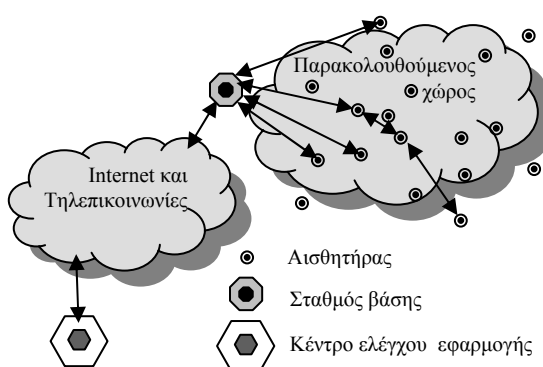 Παρακολουθούμενος
χώρος
Internet και
Τηλεπικοινωνίες
Αισθητήρας
Σταθμός βάσης
Κέντρο ελέγχου εφαρμογής